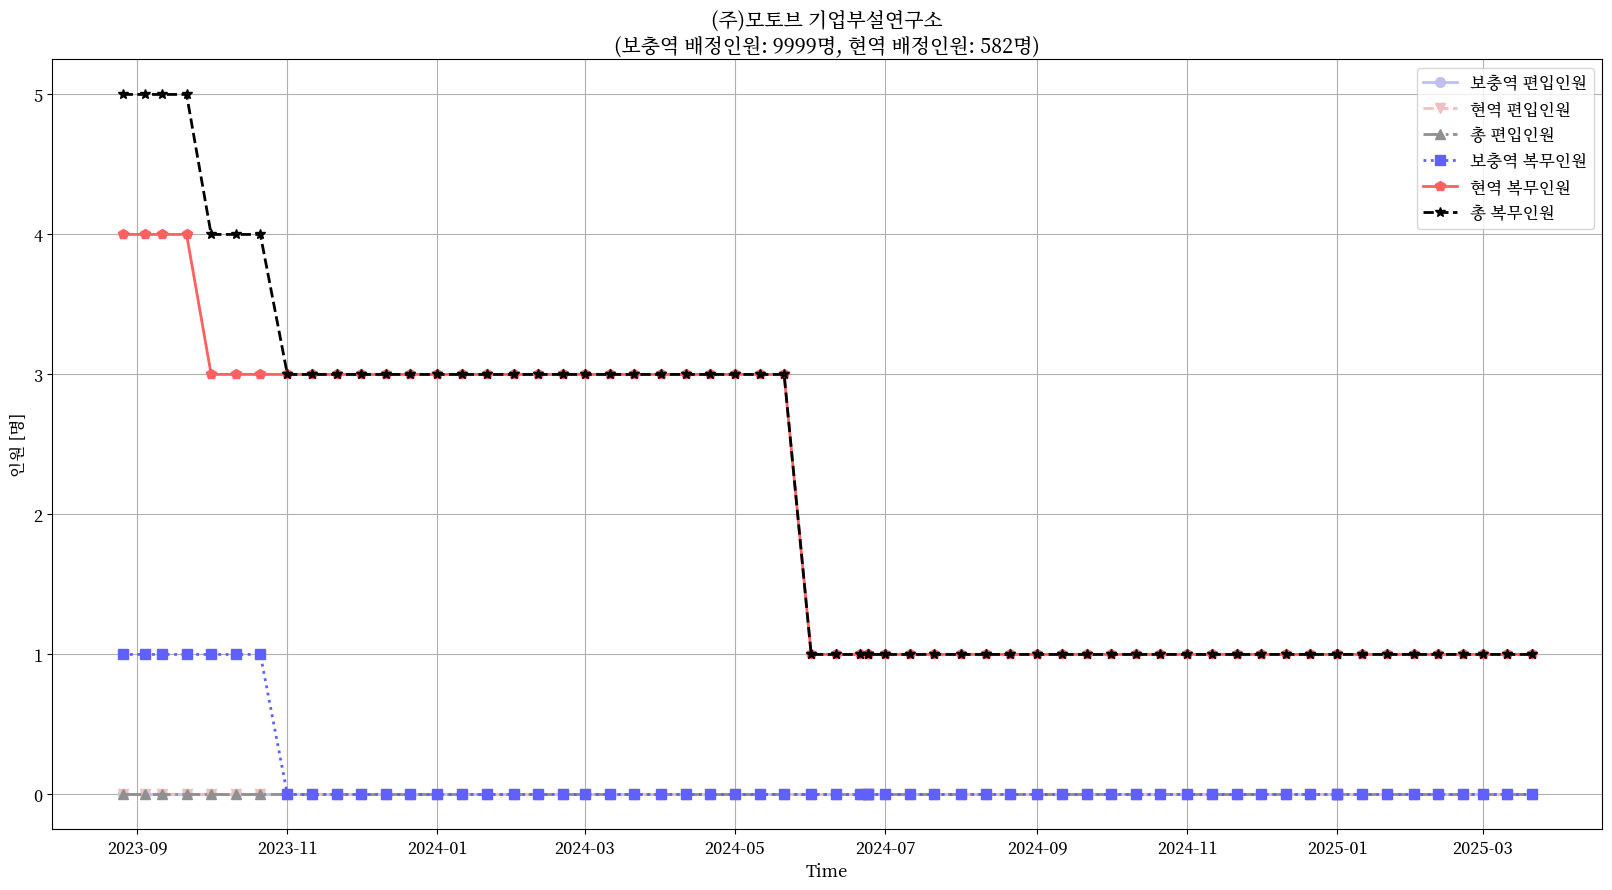 (주)모토브 기업부설연구소
(보충역 배정인원: 9999명, 현역 배정인원: 582명)
보충역 편입인원
현역 편입인원
총 편입인원
보충역 복무인원
현역 복무인원
총 복무인원
인원 [명]
5
4
3
2
1
0
2023-09
2023-11
2024-01
2024-03
2024-05
2024-07
2024-09
2024-11
2025-01
2025-03
Time